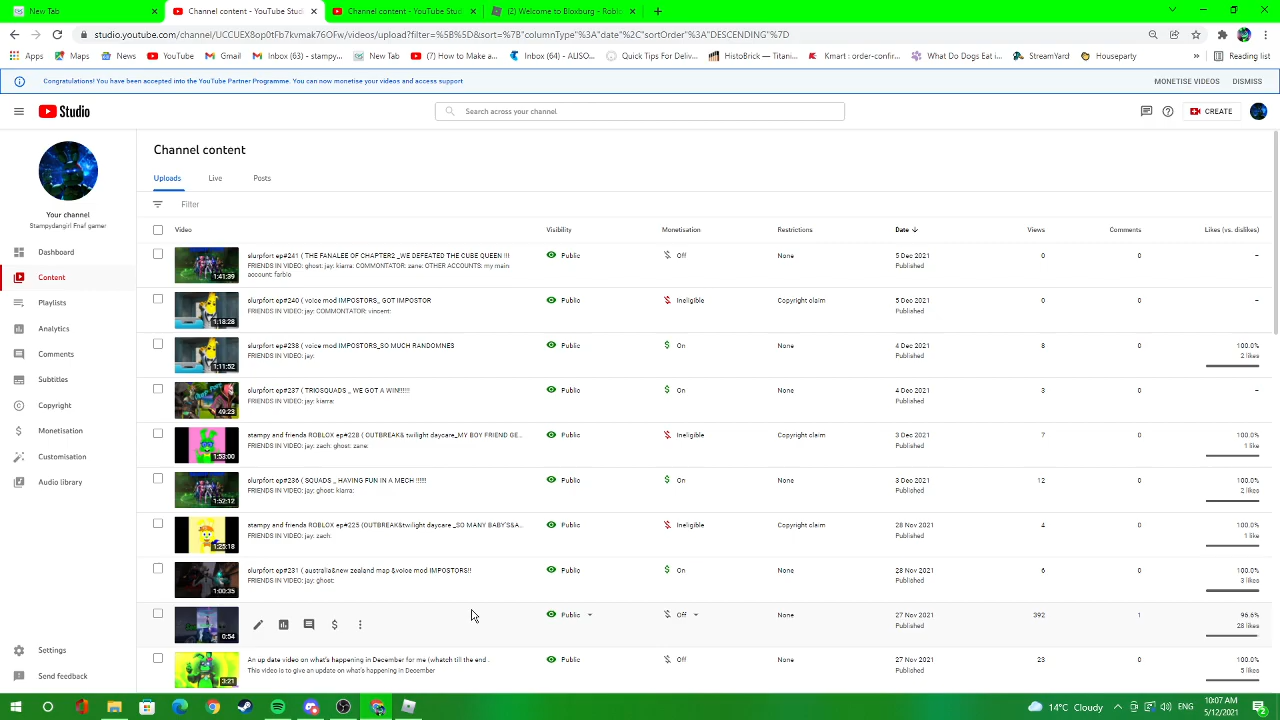 New Tab
Channel content - YouTube Studi
Channel content - YouTube Stud
(2) Welcome to Bloxburg - Roblo
studio.youtube.com/channel/UCCUEX8op0tFb7kvmak76OFw/videos/upload?filter=%5B%5D&sort=%7B"columnType"%3A"date"%2C"sortOrder"%3A"DESCENDING"%7D
Apps Maps News YouTube Gmail Inbox (53) - stampy... New Tab (7) How to Make a... Inbox (64) - ALISO... Quick Tips For Deliv... HistoBrick — Titan... Kmart : order-confir... What Do Dogs Eat i... StreamYard Houseparty » Reading list
Congratulations! You have been accepted into the YouTube Partner Programme. You can now monetise your videos and access support.
MONETISE VIDEOS DISMISS
Studio
Search across your channel
CREATE
Your channel
Stampydangirl Fnaf gamer
Dashboard
Content
Playlists
Analytics
Comments
Subtitles
Copyright
Monetisation
Customisation
Audio library
Settings
Send feedback
Channel content
Uploads Live Posts
Filter
Video Visibility Monetisation Restrictions Date Views Comments Likes (vs. dislikes)
1:41:39
slurpfort ep#241 ( THE FANALEE OF CHAPTER2 _WE DEFEATED THE CUBE QUEEN !!! Public Off None 5 Dec 2021 0 0 –
FRIENDS IN VIDEO: ghost: jay: kiarra: COMMONTATOR: zane: OTHER ACCOUNTS: my main Published
account: farblo
1:18:28
slurpfort ep#240 ( voice mod IMPOSTORS_ GOT IMPOSTOR Public Ineligible Copyright claim 5 Dec 2021 0 0 –
FRIENDS IN VIDEO: jay: COMMONTATOR: vincent: Published
1:11:52
slurpfort ep#238 ( voice mod IMPOSTORS_SO MUCH RANDOMNES Public On None 4 Dec 2021 8 0 100.0%
FRIENDS IN VIDEO: jay: Published 2 likes
49:23
slurpfort ep#237 ( TRIOSQUADS _ WE GOT A WIN!!!!!! Public On None 4 Dec 2021 3 0 –
FRIENDS IN VIDEO: jay: kiarra: Published
1:53:00
stampy and friends ROBLOX ep#228 ( OUTBREAK& twilight daycare_MY BOY FRIEND GE... Public Ineligible Copyright claim 3 Dec 2021 7 0 100.0%
FRIENDS IN VIDEO: jay: zach: ghost: zane: Published 1 like
1:52:12
slurpfort ep#236 ( SQUADS _ HAVING FUN IN A MECH !!!!!! Public On None 3 Dec 2021 12 0 100.0%
FRIENDS IN VIDEO: jay: ghost: kiarra: Published 2 likes
1:25:18
stampy and friends ROBLOX ep#225 (OUTBREAK&twilight daycare _SO MANY BABY'S&A... Public Ineligible Copyright claim 28 Nov 2021 4 0 100.0%
FRIENDS IN VIDEO: jay: zach: Published 1 like
1:00:35
slurpfort ep#231 ( australia&new zealand map &voice mod IMPOSTORS!! Public On None 28 Nov 2021 6 0 100.0%
FRIENDS IN VIDEO: jay: ghost: Published 3 likes
0:54
Public Off None 27 Nov 2021 392 1 96.6%
Published 28 likes
3:21
An up date video on what's happening in December for me (whatch till the end . Public Off None 27 Nov 2021 23 0 100.0%
This video is to give an update on what's happening in December Published 5 likes
14°C Cloudy ENG 10:07 AM
5/12/2021
2